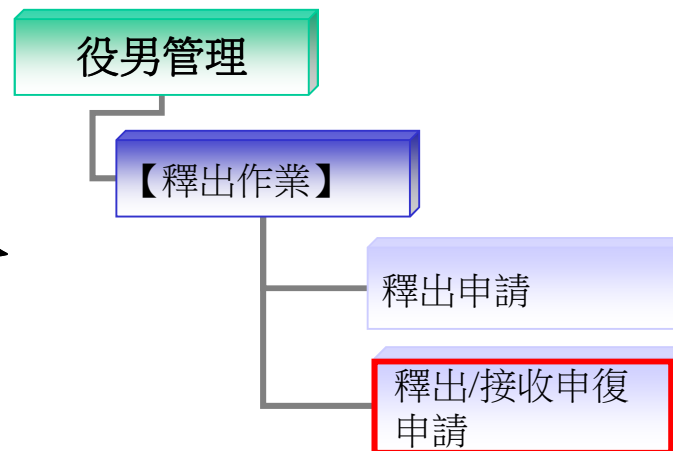 役男管理
【釋出作業】
釋出申請
釋出/接收申復
申請